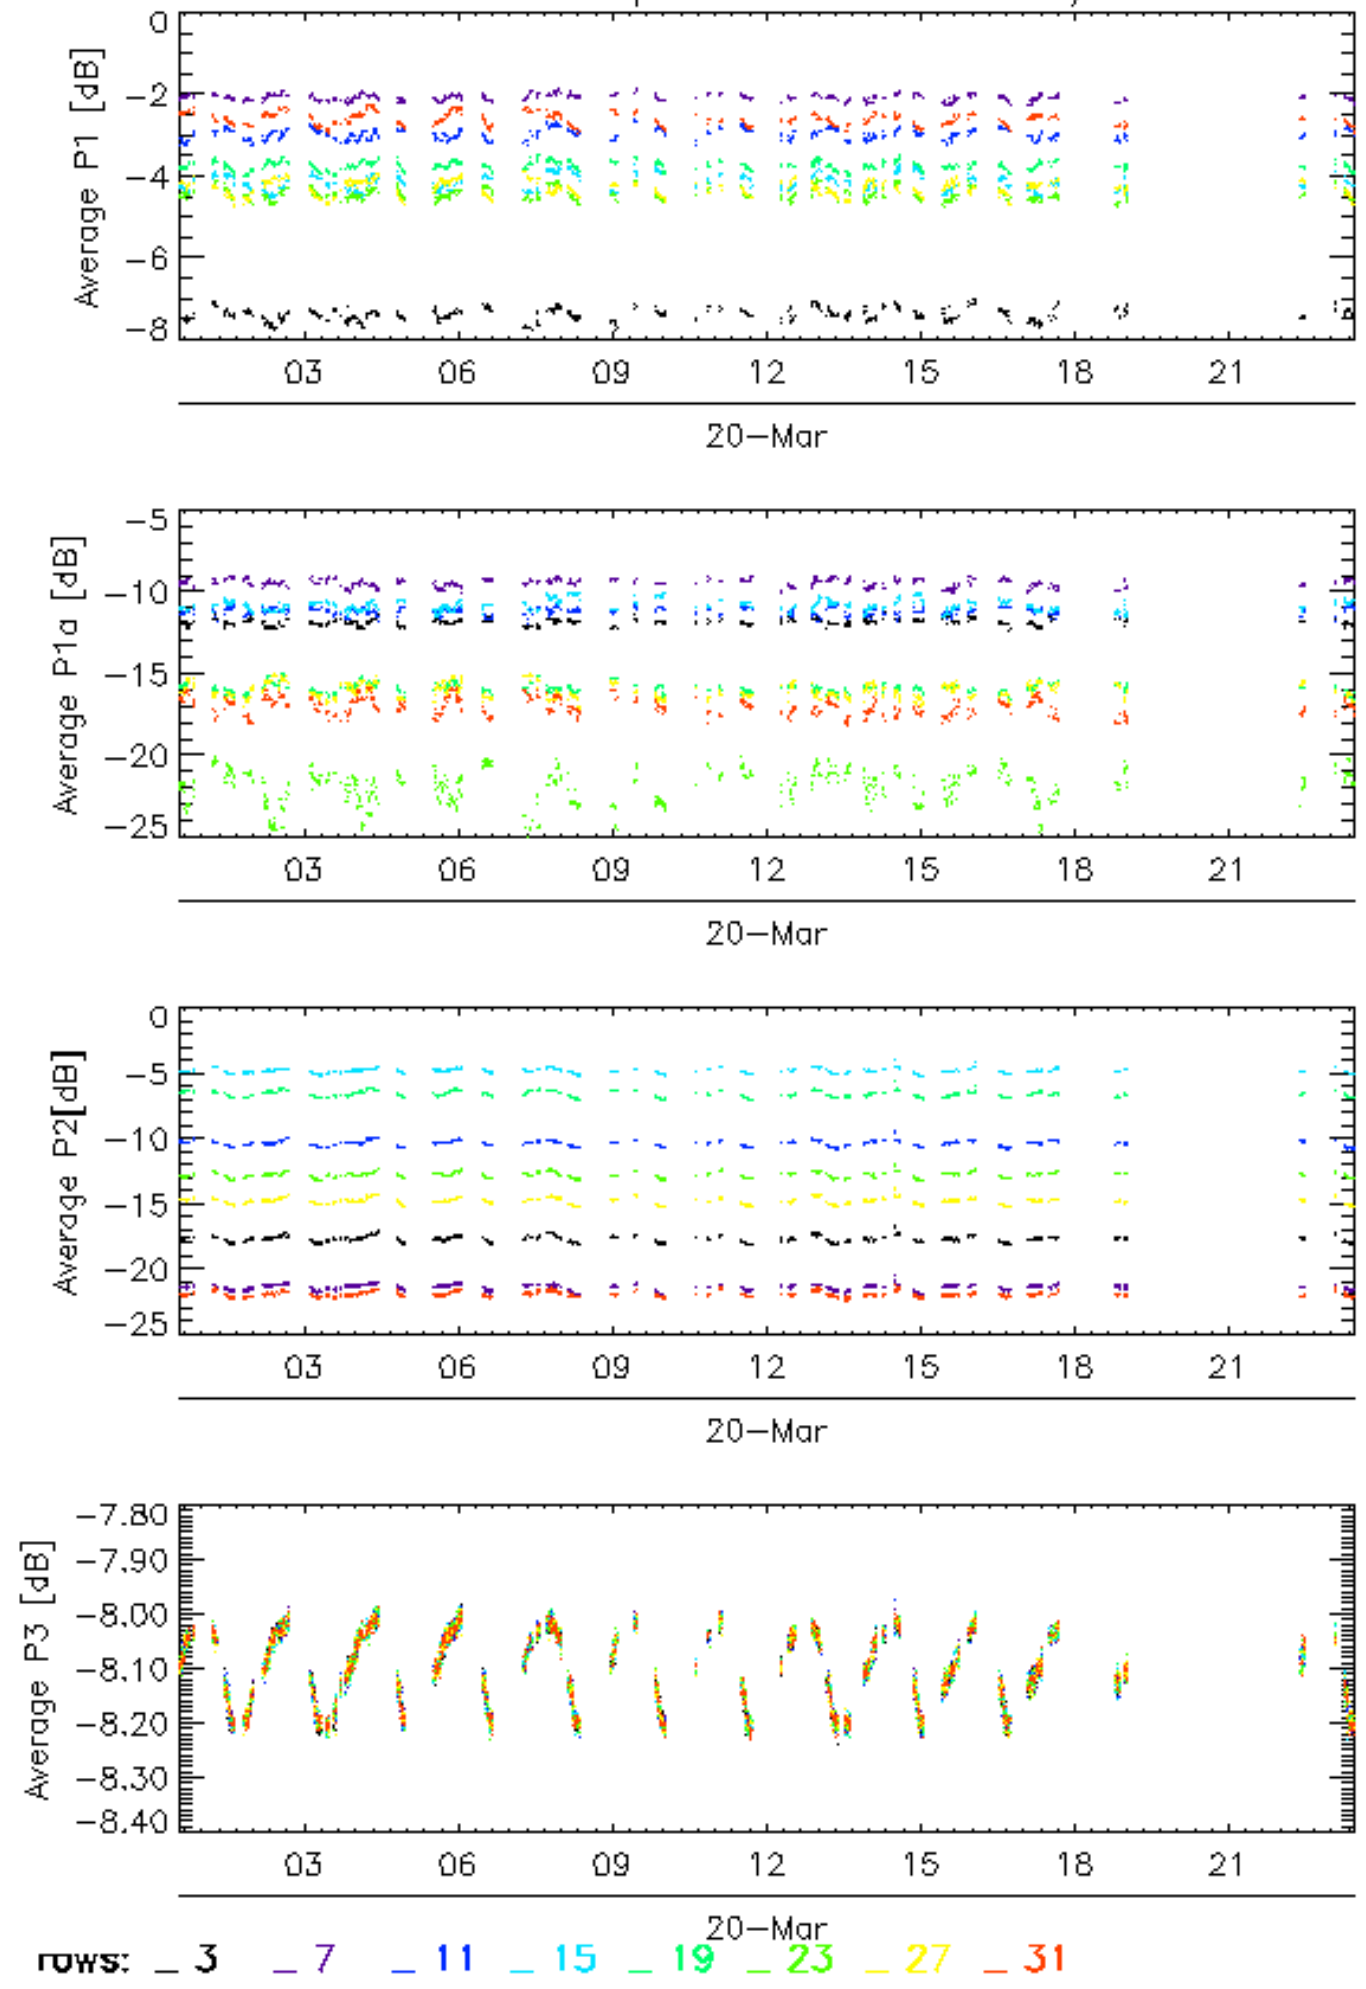 0
−2
−4
−6
−8
Average P1 [dB]
03 06 09 12 15 18 21
20−Mar
−5
−10
−15
−20
−25
Average P1a [dB]
03 06 09 12 15 18 21
20−Mar
0
−5
−10
−15
−20
−25
Average P2[dB]
03 06 09 12 15 18 21
20−Mar
−7.80
−7.90
−8.00
−8.10
−8.20
−8.30
−8.40
Average P3 [dB]
03 06 09 12 15 18 21
20−Mar
rows: _ 3 _ 7 _ 11 _ 15 _ 19 _ 23 _ 27 _ 31